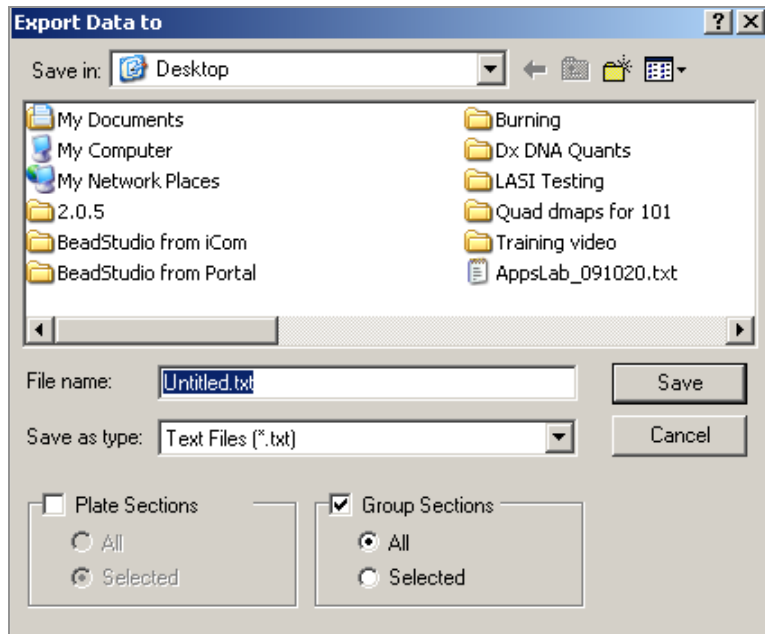 Export Data to
Save in: Desktop
My Documents
My Computer
My Network Places
2.0.5
BeadStudio from iCom
BeadStudio from Portal
Burning
Dx DNA Quants
LASI Testing
Quad dmaps for 101
Training video
AppsLab_091020.txt
File name: Untitled.txt Save
Save as type: Text Files (*.txt) Cancel
Plate Sections
All
Selected
Group Sections
All
Selected